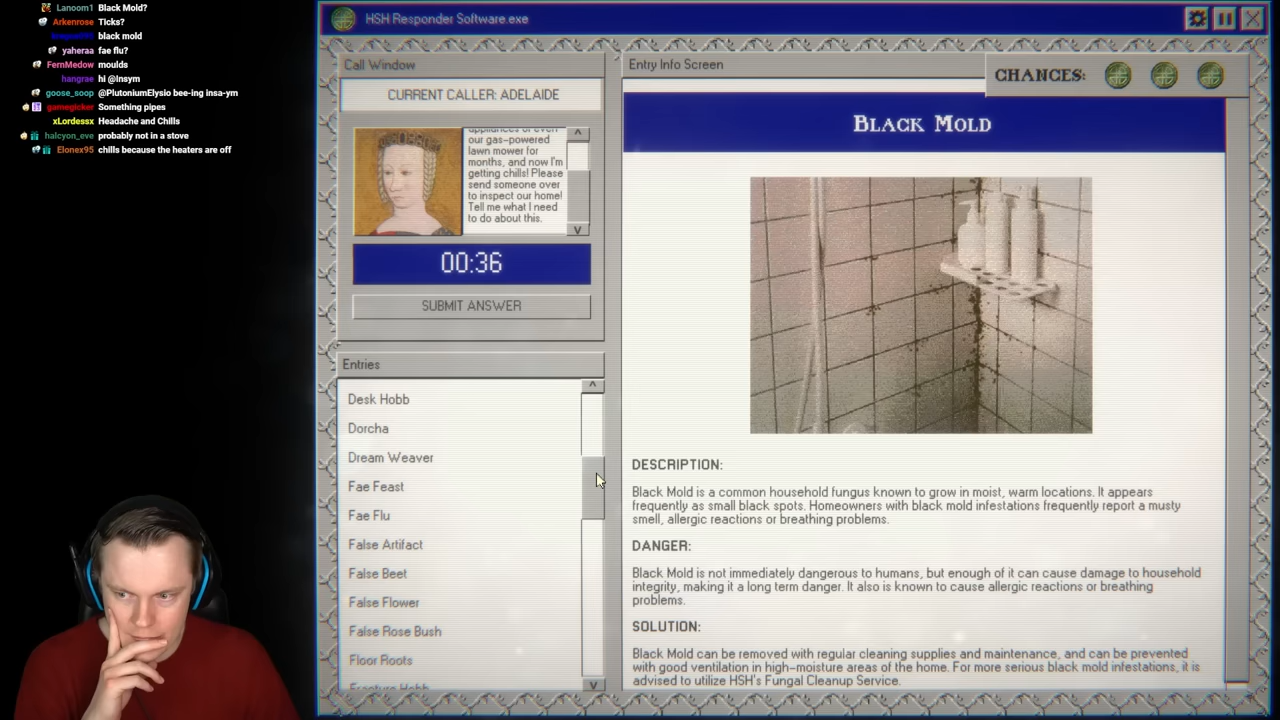 Lanoom1 Black Mold?
Arkenrose Ticks?
black mold
yaheraa fae flu?
FernMedow moulds
hangrae hi @Insym
goose_soop @PlutoniumElysio bee-ing insa-ym
gamegicker Something pipes
xLordessx Headache and Chills
halcyon_eve probably not in a stove
Elonex95 chills because the heaters are off
HSH Responder Software.exe
Call Window
CURRENT CALLER: ADELAIDE
appliances or even
our gas-powered
lawn mower for
months, and now I'm
getting chills! Please
send someone over
to inspect our home!
Tell me what I need
to do about this.
00:36
SUBMIT ANSWER
Entries
Desk Hobb
Dorcha
Dream Weaver
Fae Feast
Fae Flu
False Artifact
False Beet
False Flower
False Rose Bush
Floor Roots
Fracture Hobb
Entry Info Screen
CHANCES:
BLACK MOLD
DESCRIPTION:
Black Mold is a common household fungus known to grow in moist, warm locations. It appears
frequently as small black spots. Homeowners with black mold infestations frequently report a musty
smell, allergic reactions or breathing problems.
DANGER:
Black Mold is not immediately dangerous to humans, but enough of it can cause damage to household
integrity, making it a long term danger. It also is known to cause allergic reactions or breathing
problems.
SOLUTION:
Black Mold can be removed with regular cleaning supplies and maintenance, and can be prevented
with good ventilation in high-moisture areas of the home. For more serious black mold infestations, it is
advised to utilize HSH's Fungal Cleanup Service.